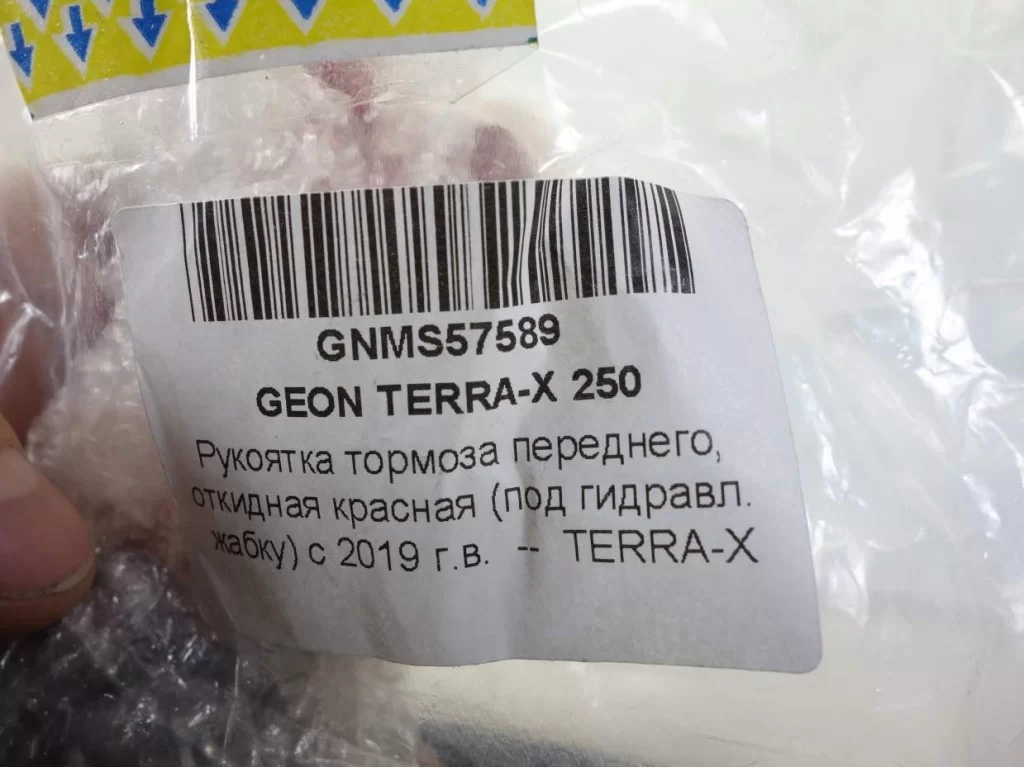 GNMS57589
GEON TERRA-X 250
Рукоятка тормоза переднего,
откидная красная (под гидравл.
жабку) с 2019 г.в. -- TERRA-X